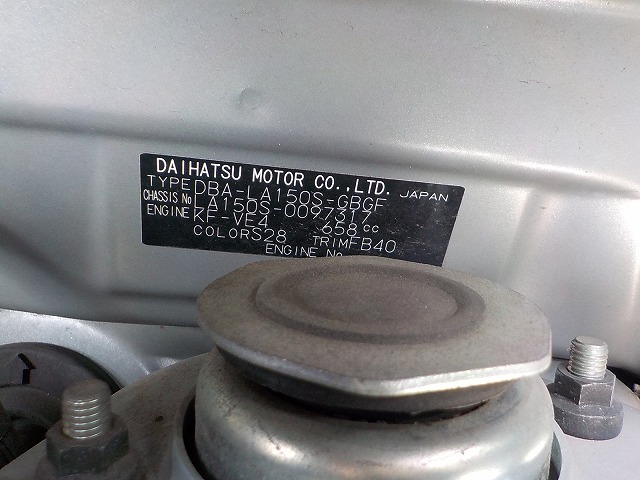 DAIHATSU MOTOR CO.,LTD. JAPAN
TYPE DBA-LA150S-GBGF
CHASSIS No LA150S-0097317
ENGINE KF-VE4 658cc
COLOR S28 TRIM FB40
ENGINE No